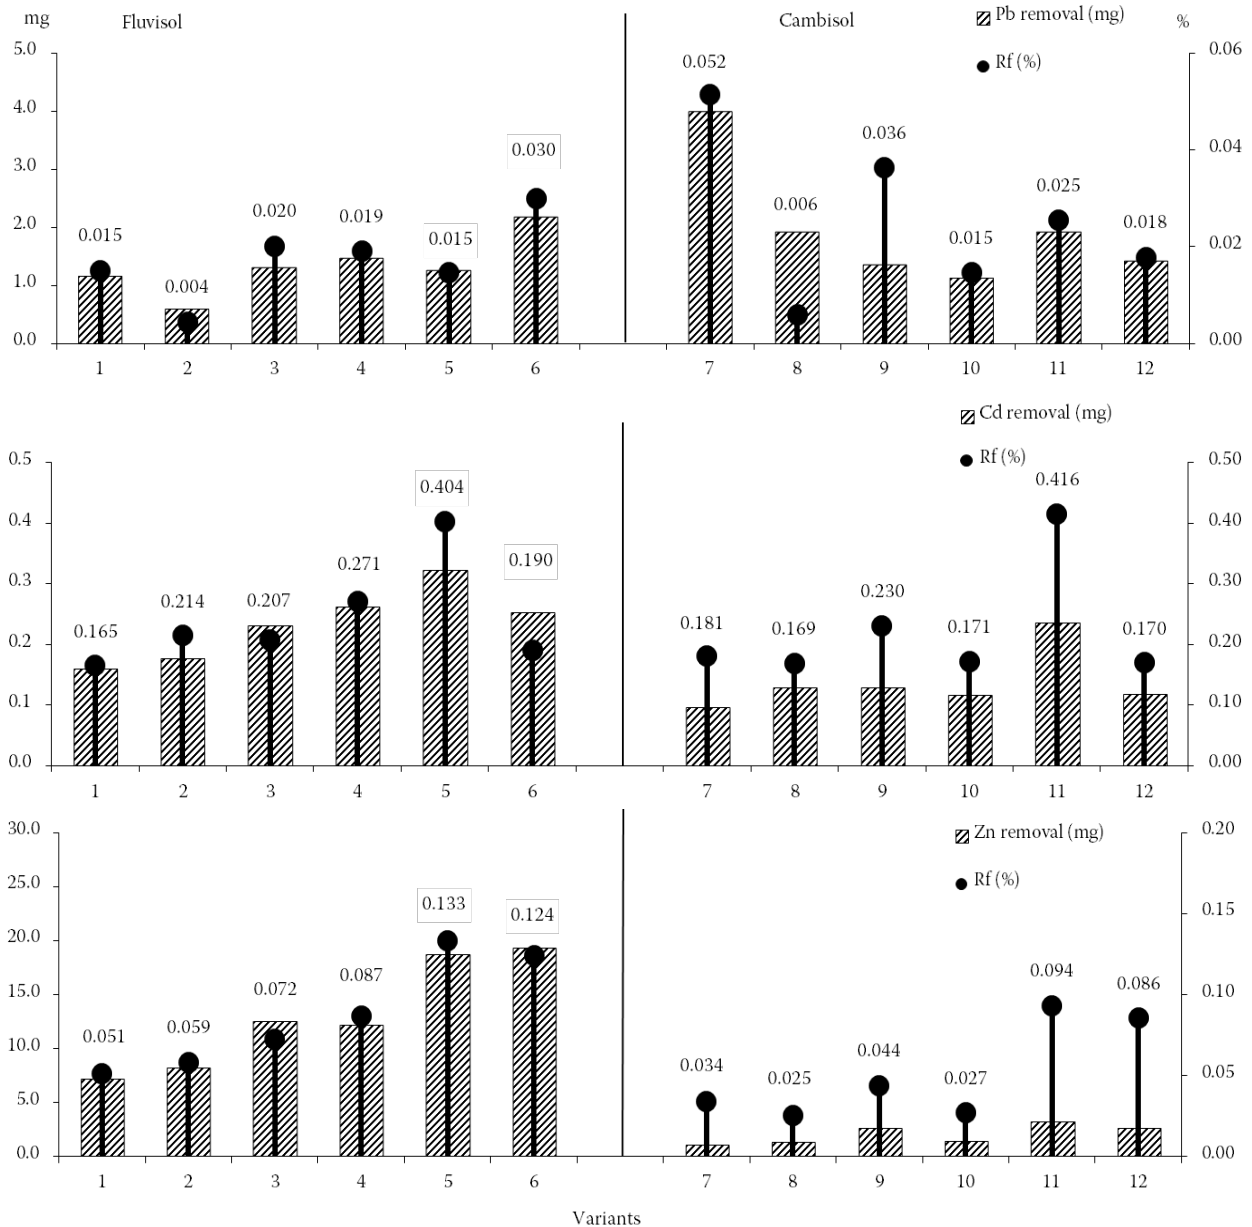 mg Fluvisol Cambisol Pb removal (mg) %
5.0 0.06
Rf (%)
0.052
4.0
0.036
0.030 0.04
3.0
0.025
0.020 0.019 0.006
0.018
2.0 0.015 0.015 0.015
0.02
0.004
1.0
0.0 0.00
1 2 3 4 5 6 7 8 9 10 11 12
Cd removal (mg)
0.5 Rf (%) 0.50
0.404 0.416
0.4 0.40
0.271 0.190
0.3 0.30
0.214 0.207 0.230
0.165 0.181 0.169 0.171 0.170
0.2 0.20
0.1 0.10
0.0 0.00
1 2 3 4 5 6 7 8 9 10 11 12
30.0 Zn removal (mg) 0.20
25.0 Rf (%)
0.133 0.124
0.15
20.0
0.087 0.094 0.086
0.072
15.0 0.10
0.051 0.059
10.0 0.044
0.034 0.025 0.027
0.05
5.0
0.0 0.00
1 2 3 4 5 6 7 8 9 10 11 12
Variants